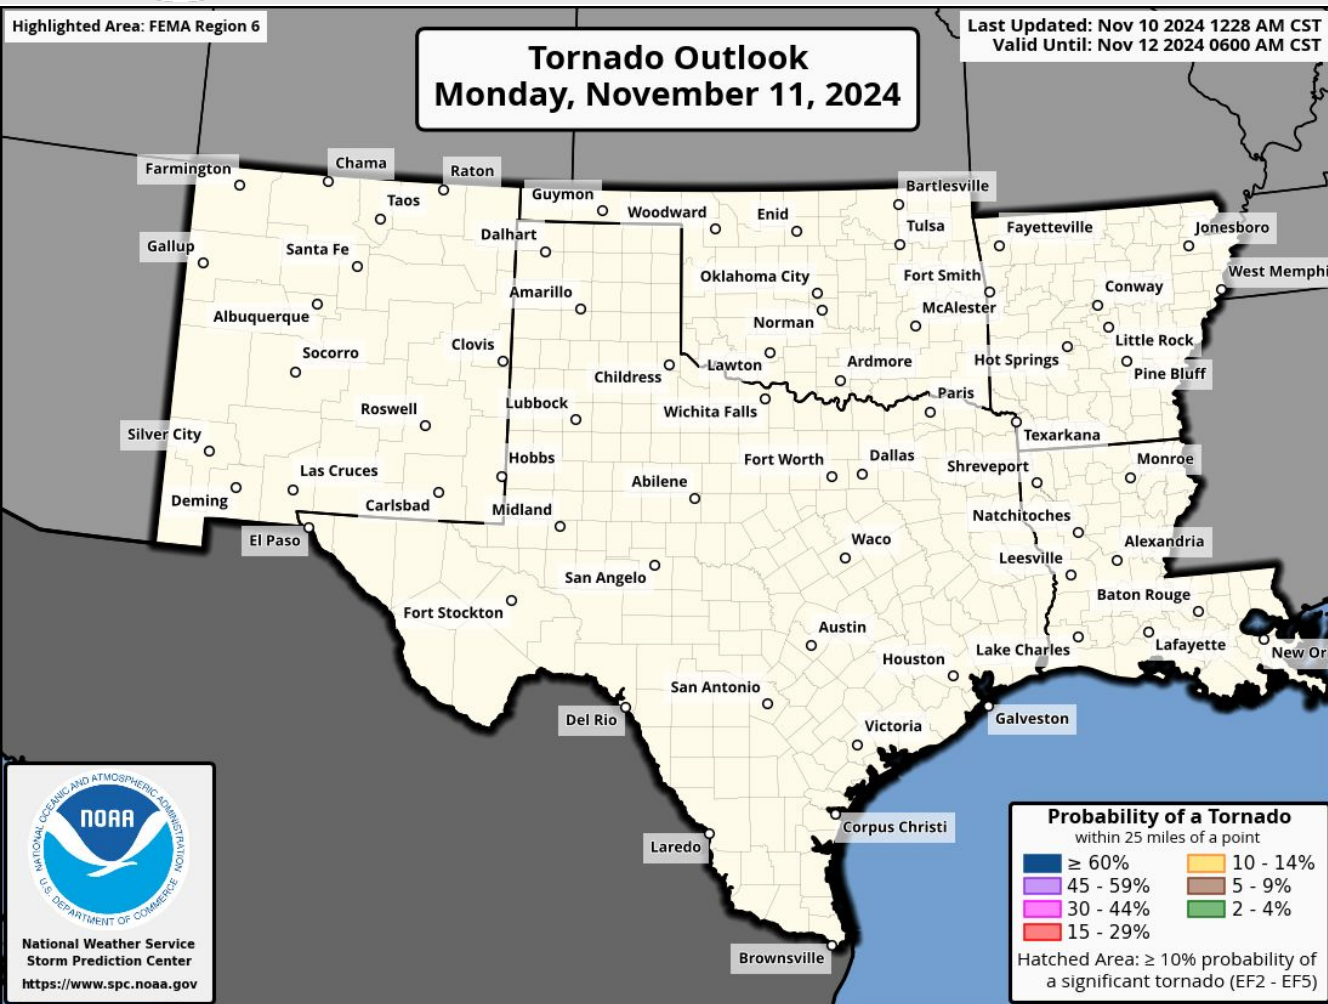 Highlighted Area: FEMA Region 6
Last Updated: Nov 10 2024 1228 AM CST
Valid Until: Nov 12 2024 0600 AM CST
Tornado Outlook
Monday, November 11, 2024
Farmington
Chama
Raton
Taos
Guymon
Woodward
Enid
Bartlesville
Tulsa
Fayetteville
Jonesboro
Gallup
Santa Fe
Dalhart
Oklahoma City
Fort Smith
West Memphi
Albuquerque
Amarillo
Norman
McAlester
Conway
Little Rock
Socorro
Clovis
Childress
Lawton
Ardmore
Hot Springs
Pine Bluff
Roswell
Lubbock
Wichita Falls
Paris
Texarkana
Silver City
Las Cruces
Hobbs
Abilene
Fort Worth
Dallas
Shreveport
Monroe
Deming
Carlsbad
Midland
Natchitoches
El Paso
Waco
Leesville
Alexandria
San Angelo
Fort Stockton
Baton Rouge
Austin
Houston
Lake Charles
Lafayette
New Or
San Antonio
Del Rio
Victoria
Galveston
Laredo
Corpus Christi
Brownsville
NATIONAL OCEANIC AND ATMOSPHERIC ADMINISTRATION
NOAA
U.S. DEPARTMENT OF COMMERCE
National Weather Service
Storm Prediction Center
https://www.spc.noaa.gov
Probability of a Tornado
within 25 miles of a point
≥ 60%
45 - 59%
30 - 44%
15 - 29%
10 - 14%
5 - 9%
2 - 4%
Hatched Area: ≥ 10% probability of
a significant tornado (EF2 - EF5)